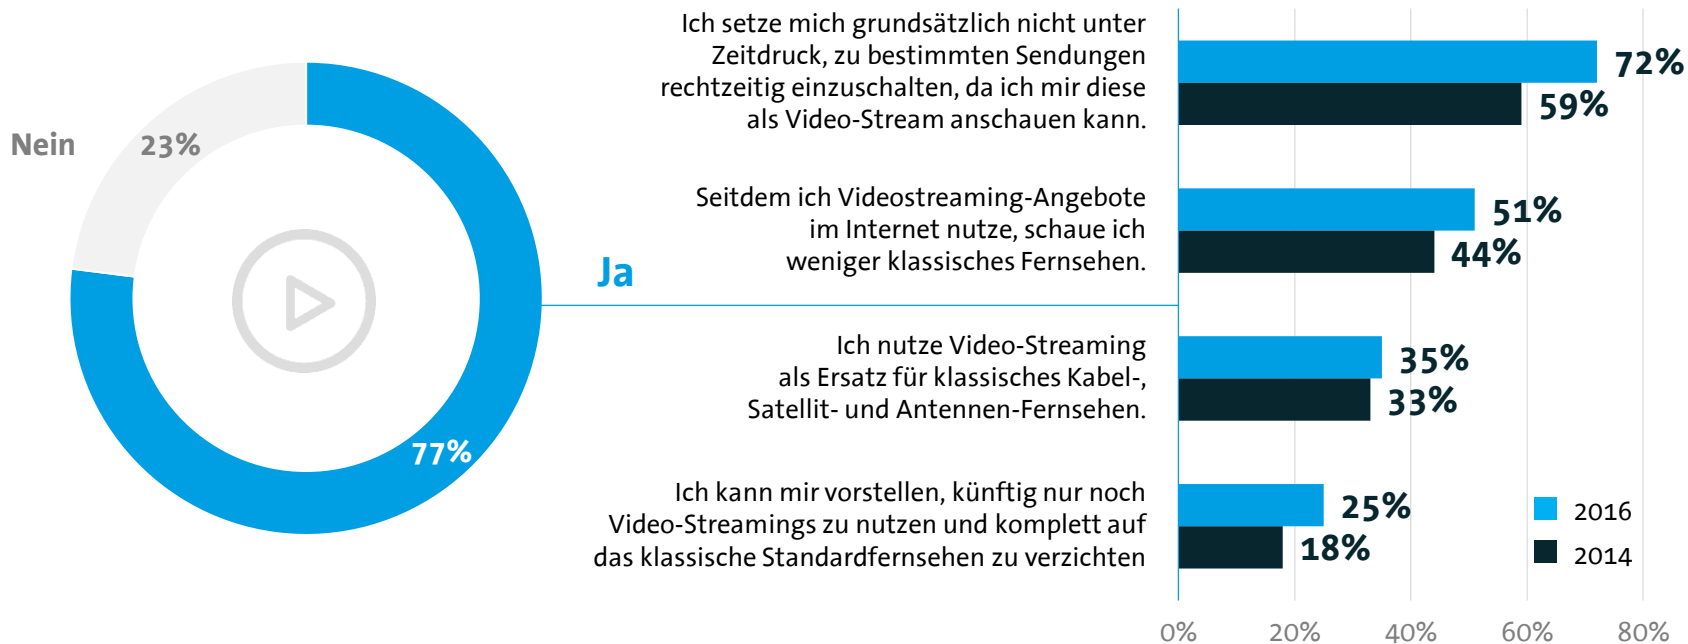 Nein
23%
77%
Ja
Ich setze mich grundsätzlich nicht unter
Zeitdruck, zu bestimmten Sendungen
rechtzeitig einzuschalten, da ich mir diese
als Video-Stream anschauen kann.
72%
59%
Seitdem ich Videostreaming-Angebote
im Internet nutze, schaue ich
weniger klassisches Fernsehen.
51%
44%
Ich nutze Video-Streaming
als Ersatz für klassisches Kabel-,
Satellit- und Antennen-Fernsehen.
35%
33%
Ich kann mir vorstellen, künftig nur noch
Video-Streamings zu nutzen und komplett auf
das klassische Standardfernsehen zu verzichten
25%
18%
2016
2014
0% 20% 40% 60% 80%